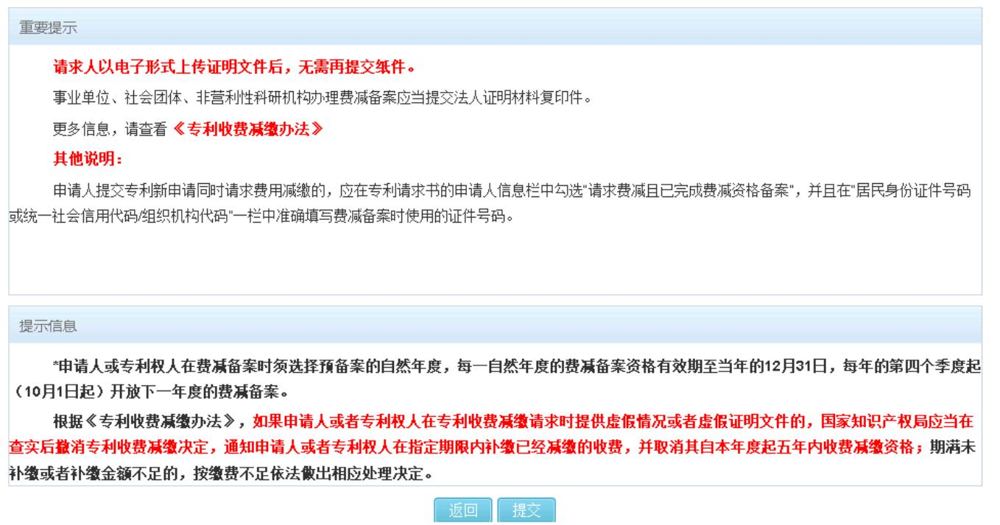 重要提示
请求人以电子形式上传证明文件后，无需再提交纸件。
事业单位、社会团体、非营利性科研机构办理费减备案应当提交法人证明材料复印件。
更多信息，请查看《专利收费减缴办法》
其他说明：
申请人提交专利新申请同时请求费用减缴的，应在专利请求书的申请人信息栏中勾选"请求费减且已完成费减资格备案"，并且在"居民身份证件号码
或统一社会信用代码/组织机构代码"一栏中准确填写费减备案时使用的证件号码。
提示信息
*申请人或专利权人在费减备案时须选择预备案的自然年度，每一自然年度的费减备案资格有效期至当年的12月31日，每年的第四个季度起
（10月1日起）开放下一年度的费减备案。
根据《专利收费减缴办法》，如果申请人或者专利权人在专利收费减缴请求时提供虚假情况或者虚假证明文件的，国家知识产权局应当在
查实后撤消专利收费减缴决定，通知申请人或者专利权人在指定期限内补缴已经减缴的收费，并取消其自本年度起五年内收费减缴资格；期满未
补缴或者补缴金额不足的，按缴费不足依法做出相应处理决定。
返回 提交